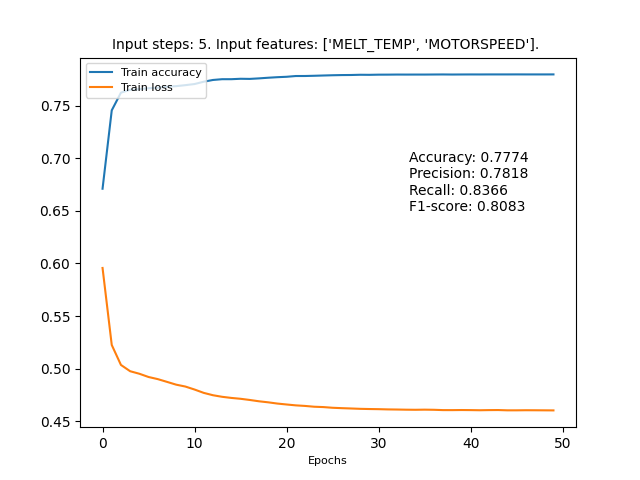 Input steps: 5. Input features: ['MELT_TEMP', 'MOTORSPEED'].
Train accuracy
Train loss
0.75
0.70
0.65
0.60
0.55
0.50
0.45
Accuracy: 0.7774
Precision: 0.7818
Recall: 0.8366
F1-score: 0.8083
0 10 20 30 40 50
Epochs